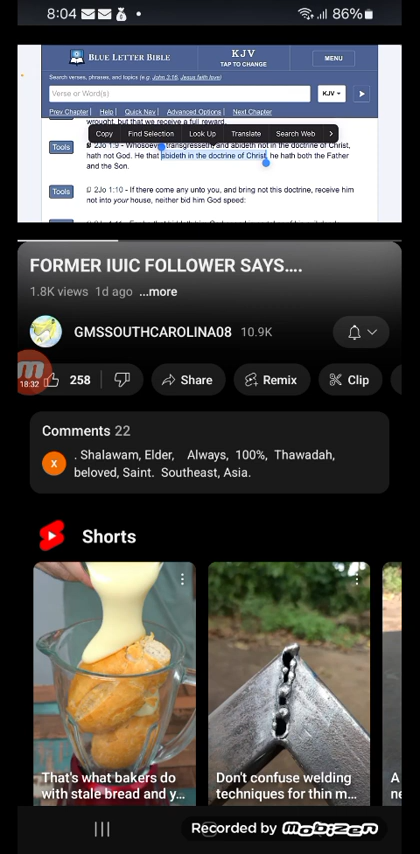 8:04 86%
BLUE LETTER BIBLE KJV TAP TO CHANGE MENU
Search verses, phrases, and topics (e.g. John 3:16, Jesus faith love)
Verse or Word(s) KJV
Prev Chapter | Help | Quick Nav | Advanced Options | Next Chapter
wrought, but that we receive a full reward.
Copy Find Selection Look Up Translate Search Web
Tools 2Jo 1:9 - Whosoever transgresseth, and abideth not in the doctrine of Christ,
hath not God. He that abideth in the doctrine of Christ, he hath both the Father
and the Son.
Tools 2Jo 1:10 - If there come any unto you, and bring not this doctrine, receive him
not into your house, neither bid him God speed:
FORMER IUIC FOLLOWER SAYS....
1.8K views 1d ago ...more
GMSSOUTHCAROLINA08 10.9K
18:32 258 Share Remix Clip
Comments 22
X . Shalawam, Elder, Always, 100%, Thawadah,
beloved, Saint. Southeast, Asia.
Shorts
That's what bakers do
with stale bread and y...
Don't confuse welding
techniques for thin m...
A
ne
Recorded by mobizen